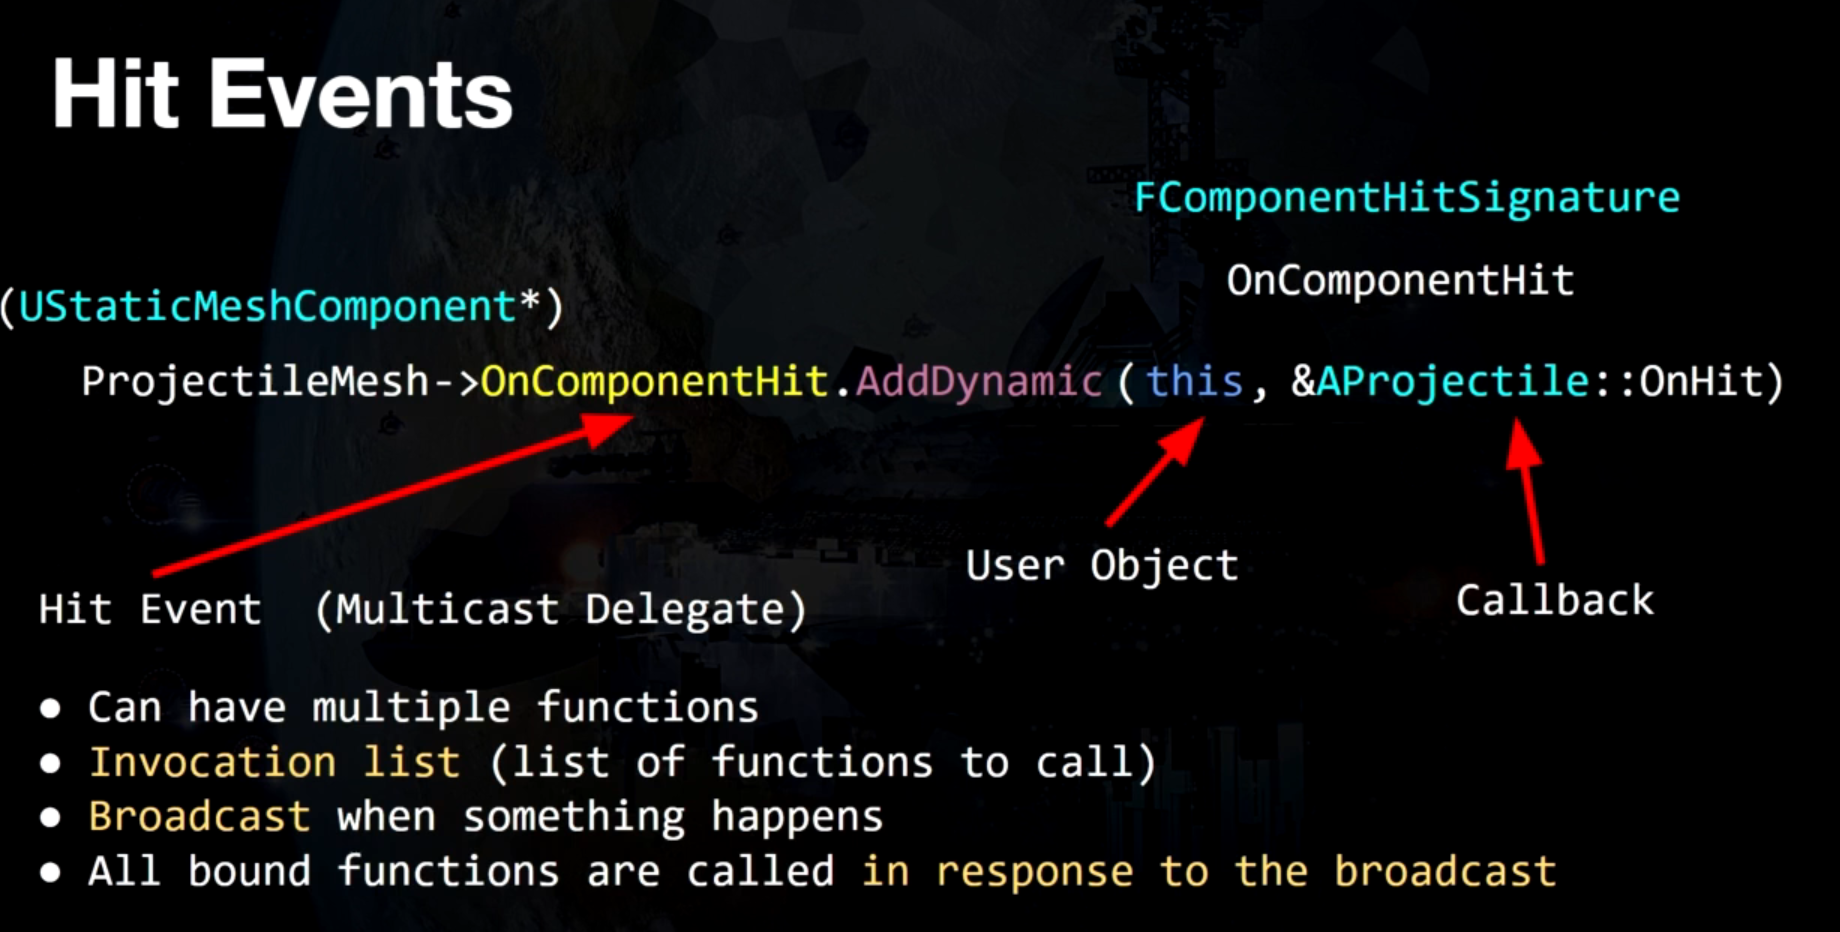 Hit Events
FComponentHitSignature
OnComponentHit
(UStaticMeshComponent*)
ProjectileMesh->OnComponentHit.AddDynamic(this, &AProjectile::OnHit)
User Object
Callback
Hit Event (Multicast Delegate)
● Can have multiple functions
● Invocation list (list of functions to call)
● Broadcast when something happens
● All bound functions are called in response to the broadcast